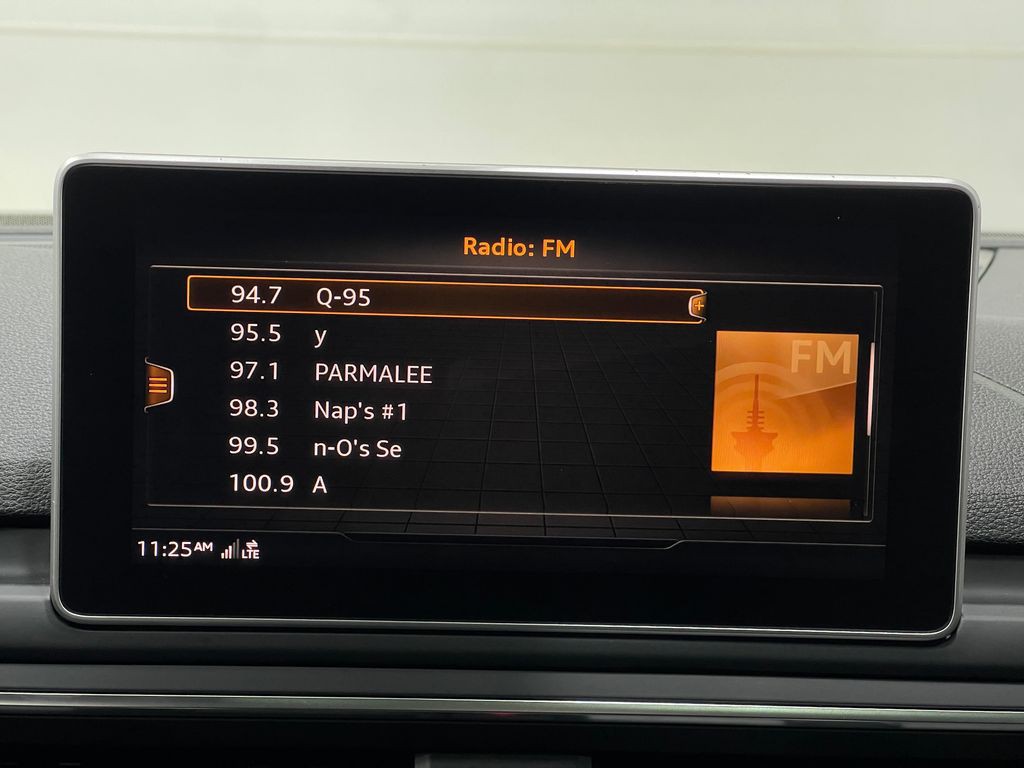 Radio: FM
94.7 Q-95
95.5 y
97.1 PARMALEE
98.3 Nap's #1
99.5 n-O's Se
100.9 A
FM
11:25AM LTE